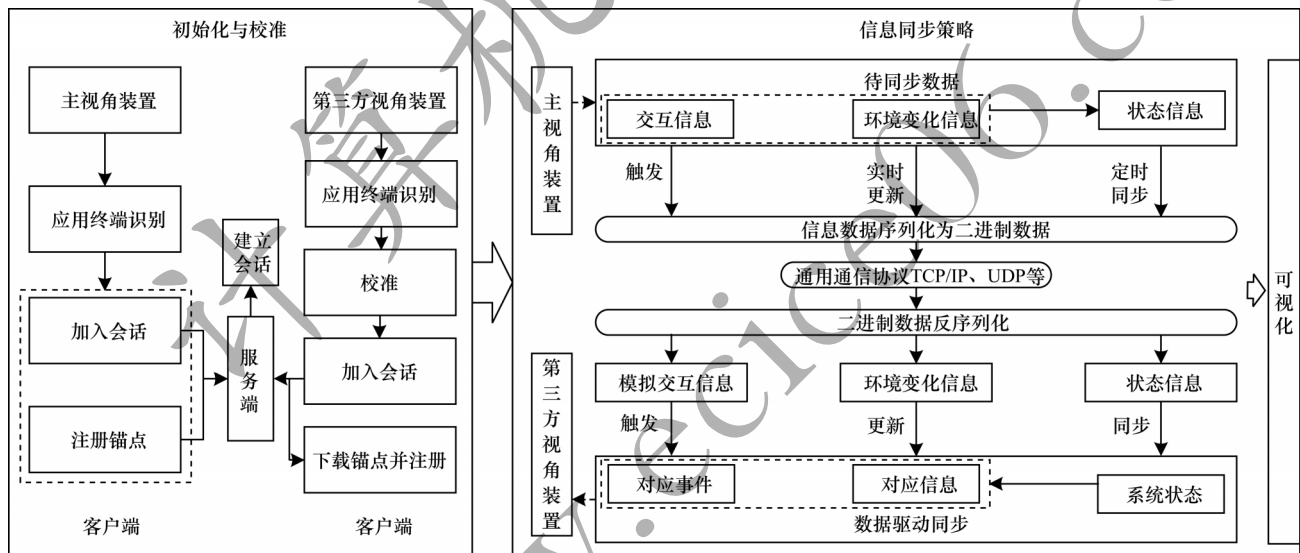 初始化与校准
主视角装置
应用终端识别
加入会话
注册锚点
客户端
建立
会话
服
务
端
第三方视角装置
应用终端识别
校准
加入会话
下载锚点并注册
客户端
信息同步策略
主
视
角
装
置
待同步数据
交互信息
环境变化信息
状态信息
触发
实时
更新
定时
同步
信息数据序列化为二进制数据
通用通信协议TCP/IP、UDP等
二进制数据反序列化
第
三
方
视
角
装
置
模拟交互信息
环境变化信息
状态信息
触发
更新
同步
对应事件
对应信息
系统状态
数据驱动同步
可
视
化
计算机
w.ecice06.c